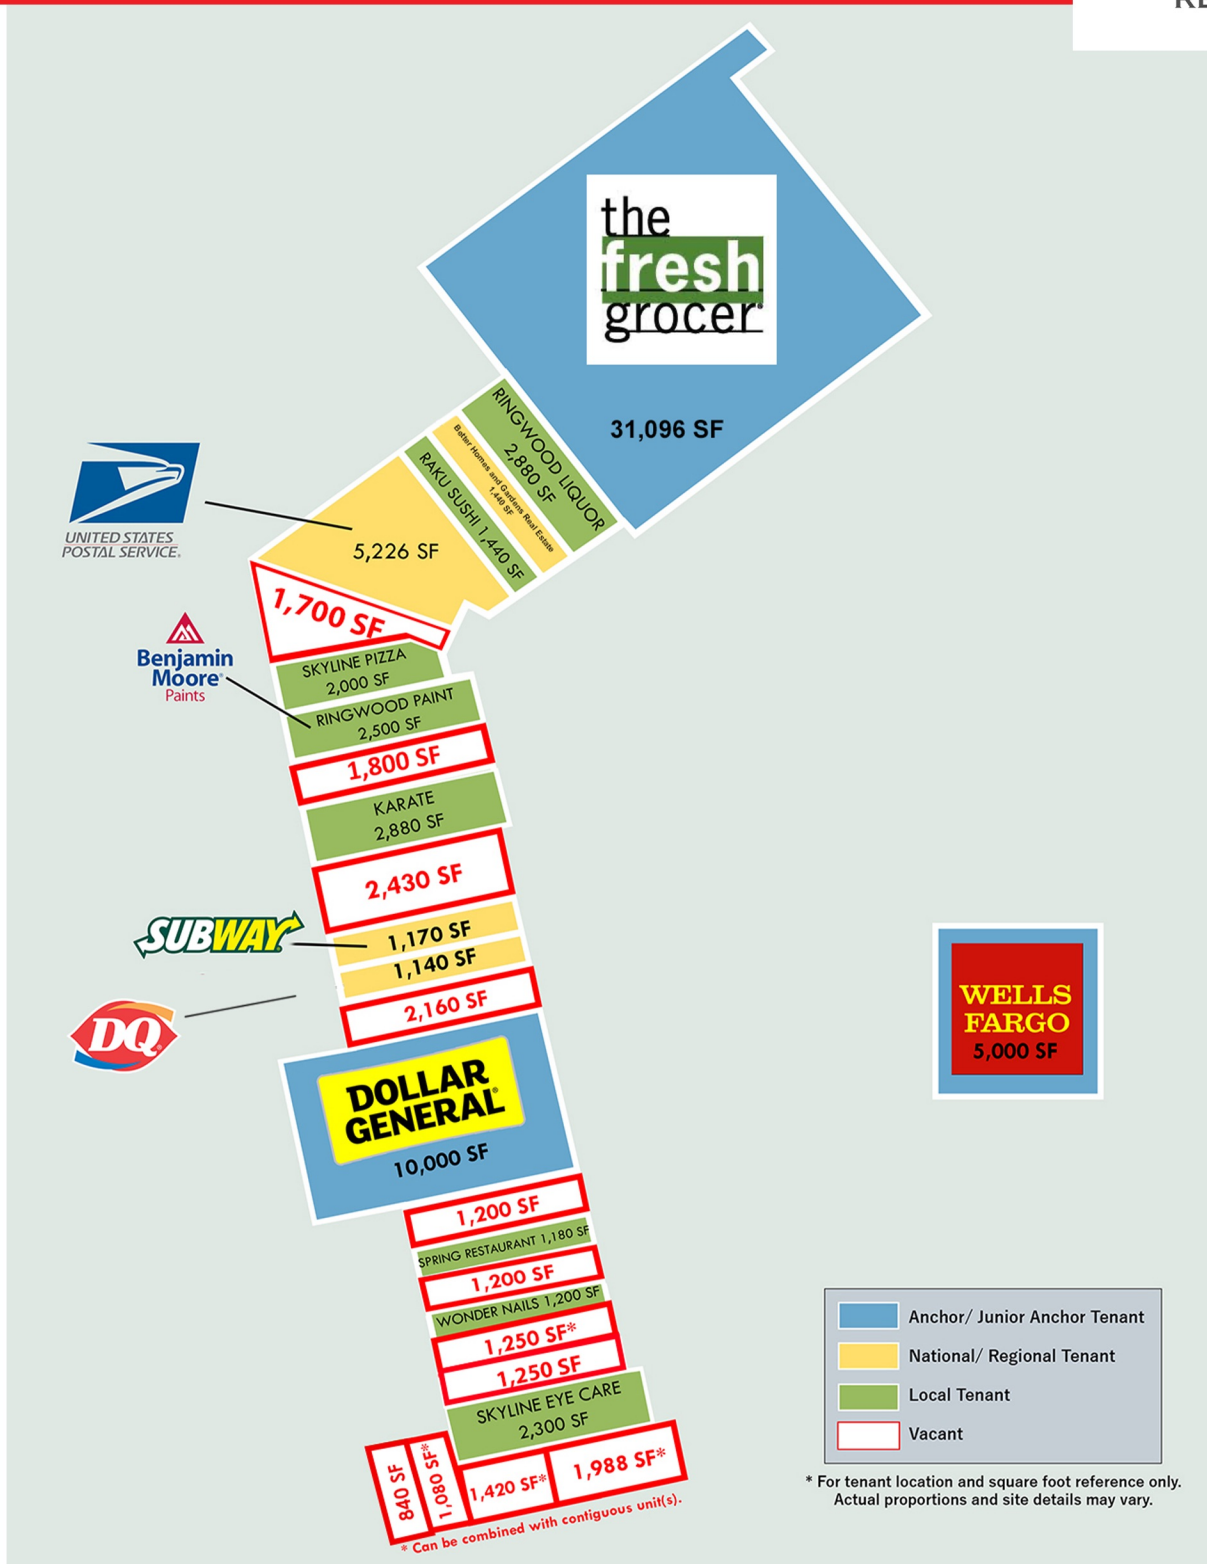 the
fresh
grocer
31,096 SF
RINGWOOD LIQUOR
2,880 SF
Better Homes and Gardens Real Estate
1,440 SF
RAKU SUSHI 1,440 SF
UNITED STATES
POSTAL SERVICE.
5,226 SF
1,700 SF
Benjamin
Moore®
Paints
SKYLINE PIZZA
2,000 SF
RINGWOOD PAINT
2,500 SF
1,800 SF
KARATE
2,880 SF
2,430 SF
SUBWAY
1,170 SF
1,140 SF
2,160 SF
DQ
WELLS
FARGO
5,000 SF
DOLLAR
GENERAL
10,000 SF
1,200 SF
SPRING RESTAURANT 1,180 SF
1,200 SF
WONDER NAILS 1,200 SF
1,250 SF*
1,250 SF
SKYLINE EYE CARE
2,300 SF
840 SF
1,080 SF*
1,420 SF*
1,988 SF*
* Can be combined with contiguous unit(s).
Anchor/ Junior Anchor Tenant
National/ Regional Tenant
Local Tenant
Vacant
* For tenant location and square foot reference only.
Actual proportions and site details may vary.